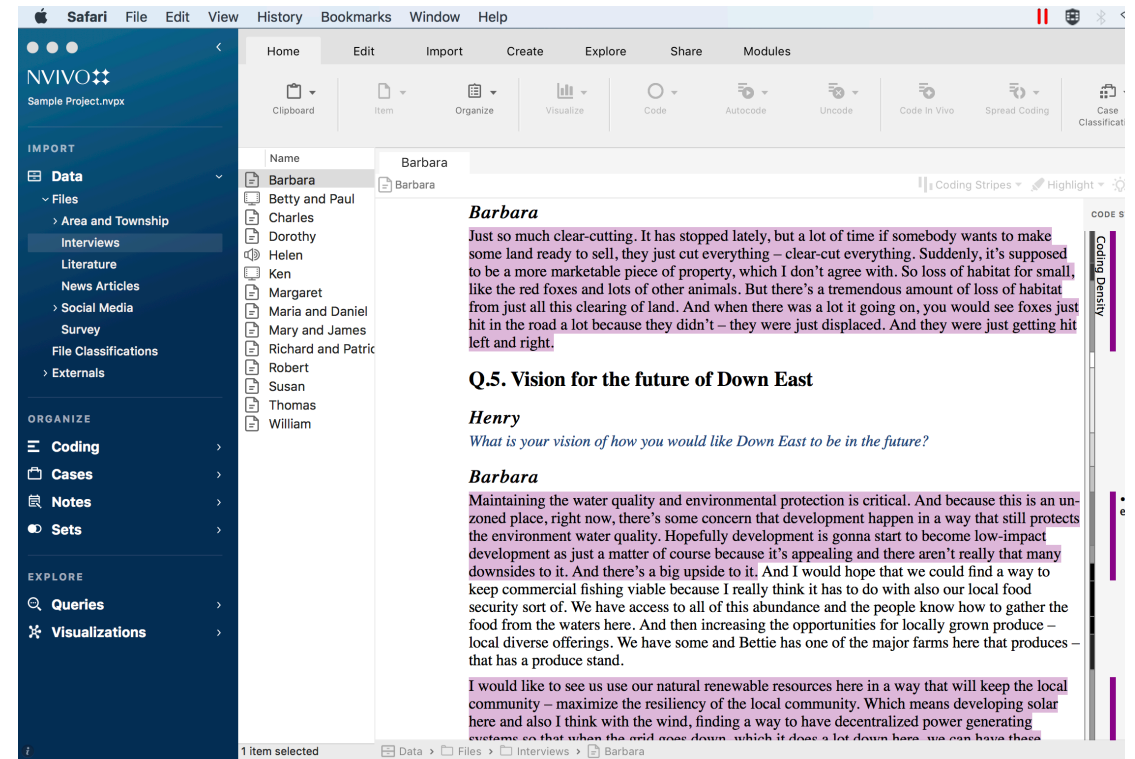 Safari File Edit View History Bookmarks Window Help
NVIVO
Sample Project.nvpx
IMPORT
Data
Files
Area and Township
Interviews
Literature
News Articles
Social Media
Survey
File Classifications
Externals
ORGANIZE
Coding
Cases
Notes
Sets
EXPLORE
Queries
Visualizations
Home Edit Import Create Explore Share Modules
Clipboard Item Organize Visualize Code Autocode Uncode Code In Vivo Spread Coding Case
Classificati
Name
Barbara
Betty and Paul
Charles
Dorothy
Helen
Ken
Margaret
Maria and Daniel
Mary and James
Richard and Patric
Robert
Susan
Thomas
William
1 item selected
Barbara
Barbara
Coding Stripes Highlight
CODE S
Coding Density
Barbara
Just so much clear-cutting. It has stopped lately, but a lot of time if somebody wants to make
some land ready to sell, they just cut everything – clear-cut everything. Suddenly, it’s supposed
to be a more marketable piece of property, which I don’t agree with. So loss of habitat for small,
like the red foxes and lots of other animals. But there’s a tremendous amount of loss of habitat
from just all this clearing of land. And when there was a lot it going on, you would see foxes just
hit in the road a lot because they didn’t – they were just displaced. And they were just getting hit
left and right.
Q.5. Vision for the future of Down East
Henry
What is your vision of how you would like Down East to be in the future?
Barbara
Maintaining the water quality and environmental protection is critical. And because this is an un-
zoned place, right now, there’s some concern that development happen in a way that still protects
the environment water quality. Hopefully development is gonna start to become low-impact
development as just a matter of course because it’s appealing and there aren’t really that many
downsides to it. And there’s a big upside to it. And I would hope that we could find a way to
keep commercial fishing viable because I really think it has to do with also our local food
security sort of. We have access to all of this abundance and the people know how to gather the
food from the waters here. And then increasing the opportunities for locally grown produce –
local diverse offerings. We have some and Bettie has one of the major farms here that produces –
that has a produce stand.
I would like to see us use our natural renewable resources here in a way that will keep the local
community – maximize the resiliency of the local community. Which means developing solar
here and also I think with the wind, finding a way to have decentralized power generating
systems so that when the grid goes down, which it does a lot down here, we can have these
Data > Files > Interviews > Barbara